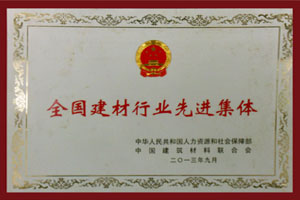 全国建材行业先进集体
中华人民共和国人力资源和社会保障部
中国建筑材料联合会
二〇一三年九月